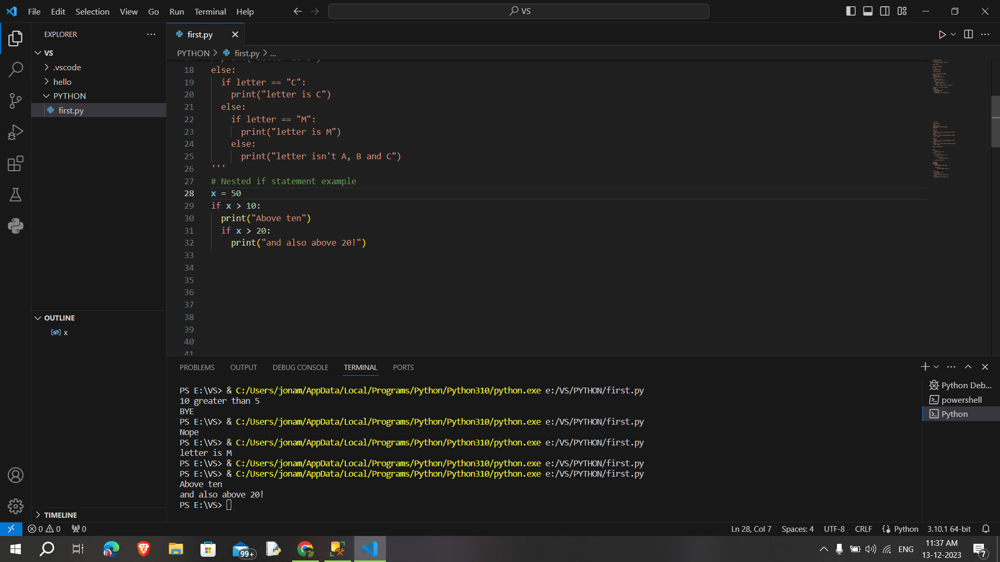 File Edit Selection View Go Run Terminal Help
VS
EXPLORER
first.py
VS
PYTHON > first.py > ...
.vscode
hello
PYTHON
first.py
18 else:
19 if letter == "C":
20 print("letter is C")
21 else:
22 if letter == "M":
23 print("letter is M")
24 else:
25 print("letter isn't A, B and C")
26 '''
27 # Nested if statement example
28 x = 50
29 if x > 10:
30 print("Above ten")
31 if x > 20:
32 print("and also above 20!")
33
34
35
36
37
38
39
40
41
OUTLINE
x
TIMELINE
PROBLEMS OUTPUT DEBUG CONSOLE TERMINAL PORTS
PS E:\VS> & C:/Users/jonam/AppData/Local/Programs/Python/Python310/python.exe e:/VS/PYTHON/first.py
10 greater than 5
BYE
PS E:\VS> & C:/Users/jonam/AppData/Local/Programs/Python/Python310/python.exe e:/VS/PYTHON/first.py
Nope
PS E:\VS> & C:/Users/jonam/AppData/Local/Programs/Python/Python310/python.exe e:/VS/PYTHON/first.py
letter is M
PS E:\VS> & C:/Users/jonam/AppData/Local/Programs/Python/Python310/python.exe e:/VS/PYTHON/first.py
PS E:\VS> & C:/Users/jonam/AppData/Local/Programs/Python/Python310/python.exe e:/VS/PYTHON/first.py
Above ten
and also above 20!
PS E:\VS>
Python Deb...
powershell
Python
0 0 0
Ln 28, Col 7 Spaces: 4 UTF-8 CRLF Python 3.10.1 64-bit
99+
ENG
11:37 AM
13-12-2023
7